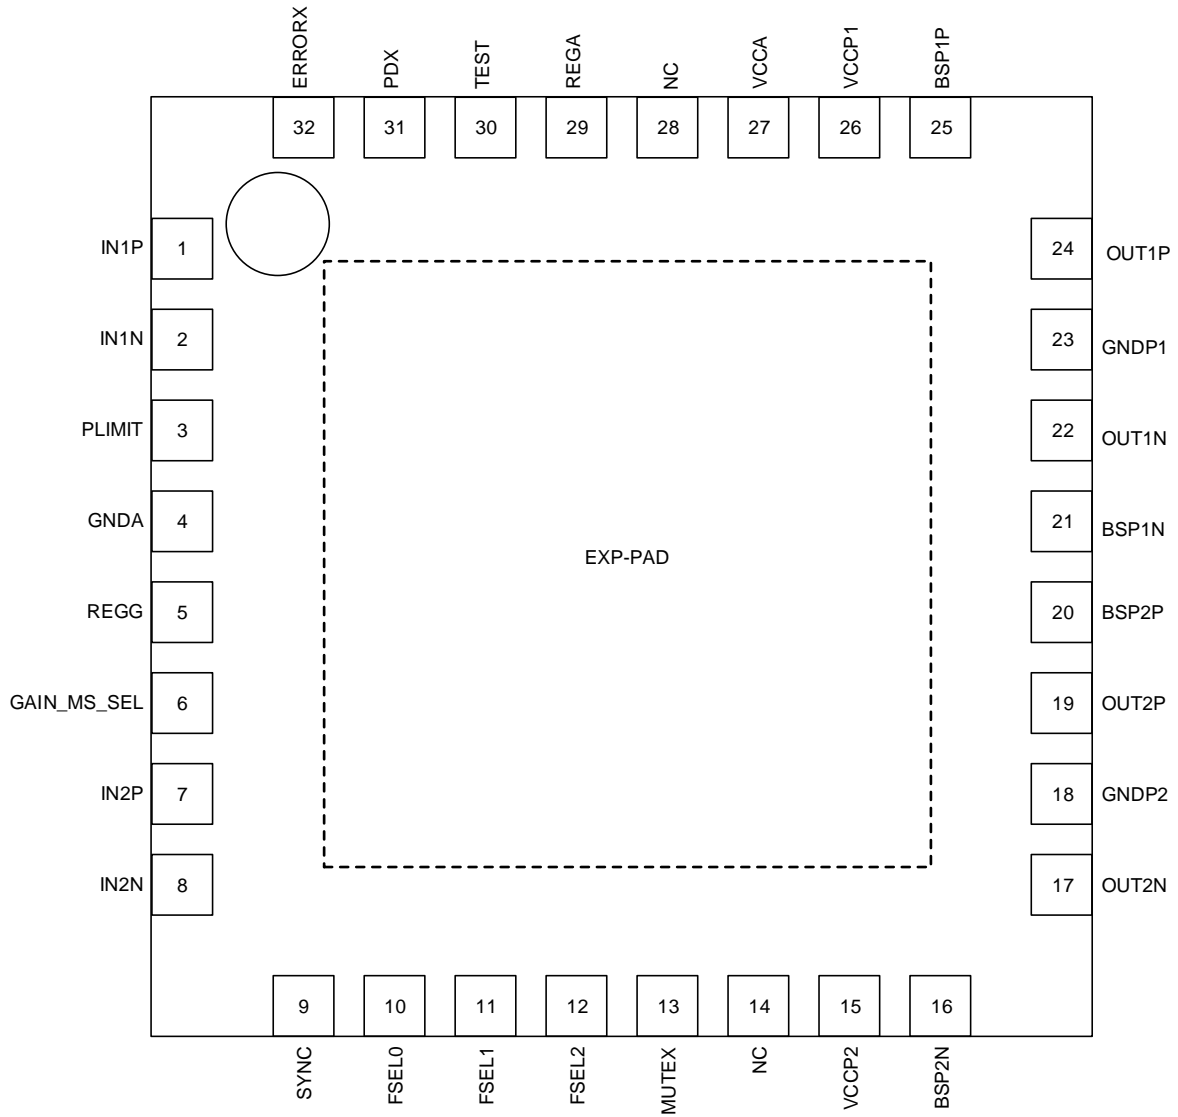 ERRORX
PDX
TEST
REGA
NC
VCCA
VCCP1
BSP1P
32
31
30
29
28
27
26
25
IN1P
1
24
OUT1P
IN1N
2
23
GNDP1
PLIMIT
3
22
OUT1N
GNDA
4
21
BSP1N
EXP-PAD
REGG
5
20
BSP2P
GAIN_MS_SEL
6
19
OUT2P
IN2P
7
18
GNDP2
IN2N
8
17
OUT2N
9
10
11
12
13
14
15
16
SYNC
FSEL0
FSEL1
FSEL2
MUTEX
NC
VCCP2
BSP2N